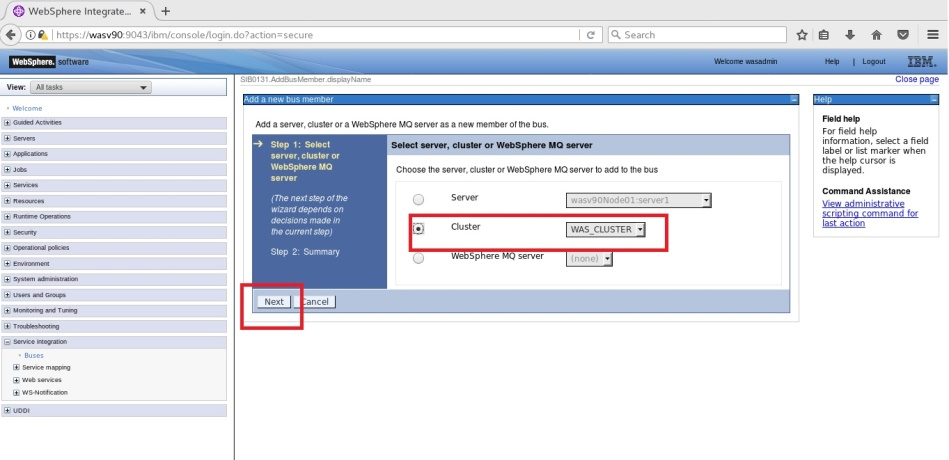 WebSphere Integrate...
https://wasv90:9043/ibm/console/login.do?action=secure
Search
WebSphere. software
Welcome wasadmin
Help | Logout
IBM.
View: All tasks
Welcome
Guided Activities
Servers
Applications
Jobs
Services
Resources
Runtime Operations
Security
Operational policies
Environment
System administration
Users and Groups
Monitoring and Tuning
Troubleshooting
Service integration
Buses
Service mapping
Web services
WS-Notification
UDDI
SIB0131.AddBusMember.displayName
Close page
Add a new bus member
Add a server, cluster or a WebSphere MQ server as a new member of the bus.
Step 1: Select
server, cluster or
WebSphere MQ
server
(The next step of the
wizard depends on
decisions made in
the current step)
Step 2: Summary
Select server, cluster or WebSphere MQ server
Choose the server, cluster or WebSphere MQ server to add to the bus
Server wasv90Node01:server1
Cluster WAS_CLUSTER
WebSphere MQ server (none)
Next Cancel
Help
Field help
For field help
information, select a field
label or list marker when
the help cursor is
displayed.
Command Assistance
View administrative
scripting command for
last action